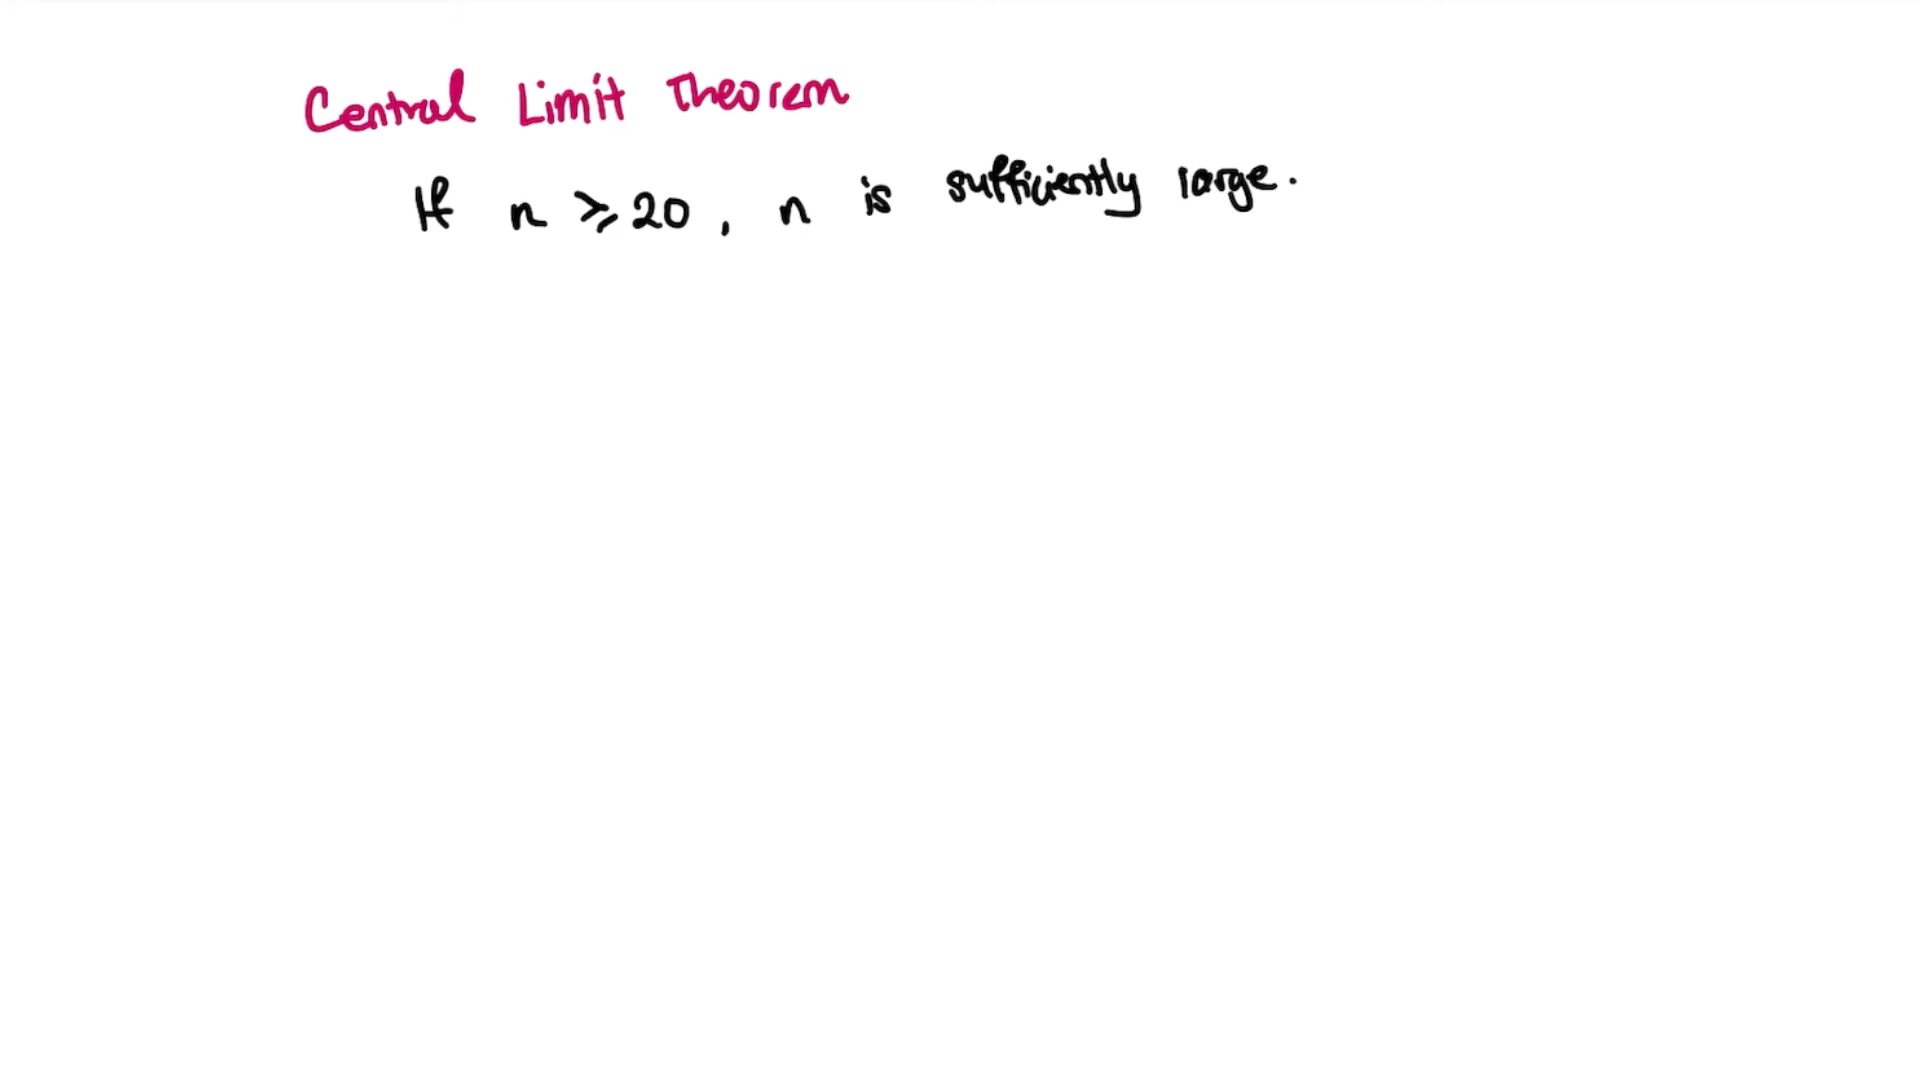 Central Limit Theorem
If n ⩾ 20, n is sufficiently large.